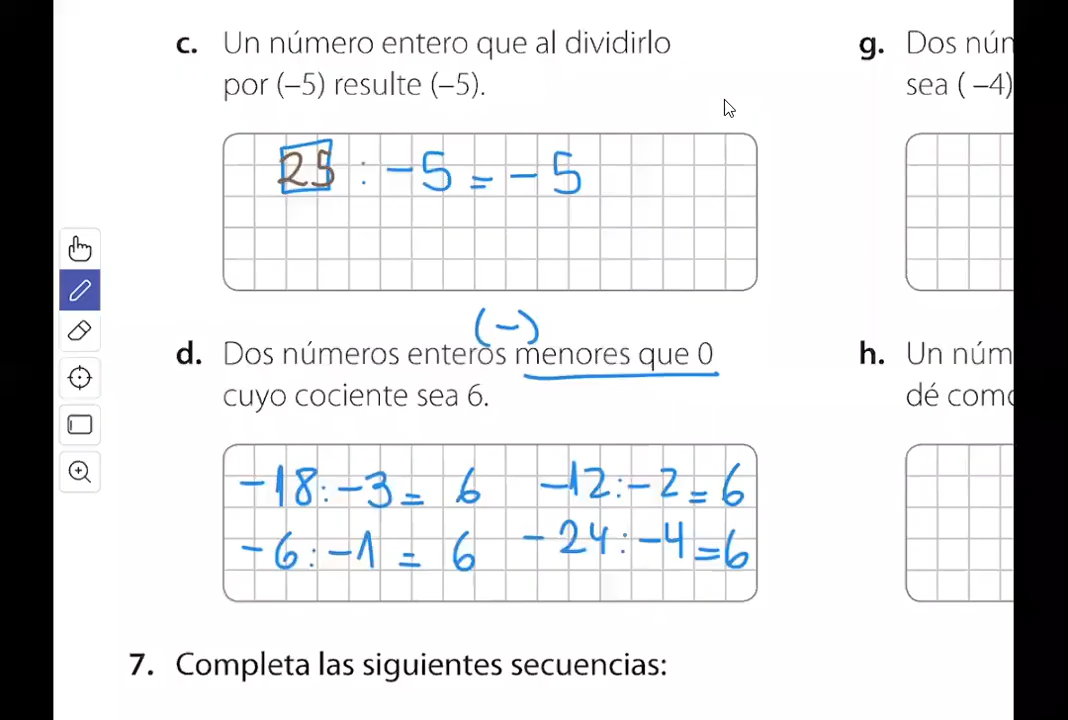 c. Un número entero que al dividirlo
por (–5) resulte (–5).
25 : -5 = -5
g. Dos nún
sea ( –4)
(-)
d. Dos números enteros menores que 0
cuyo cociente sea 6.
-18 : -3 = 6 -12 : -2 = 6
-6 : -1 = 6 -24 : -4 = 6
h. Un núm
dé com
7. Completa las siguientes secuencias: